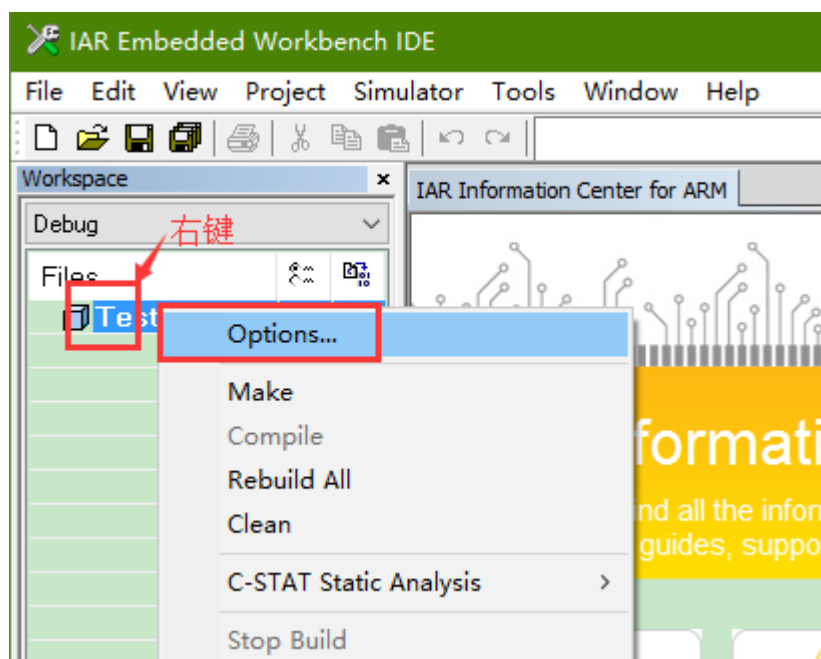 IAR Embedded Workbench IDE
File Edit View Project Simulator Tools Window Help
Workspace
IAR Information Center for ARM
Debug
右键
Files
Test
Options...
Make
Compile
Rebuild All
Clean
C-STAT Static Analysis
Stop Build
formati
ind all the infor
guides, suppo